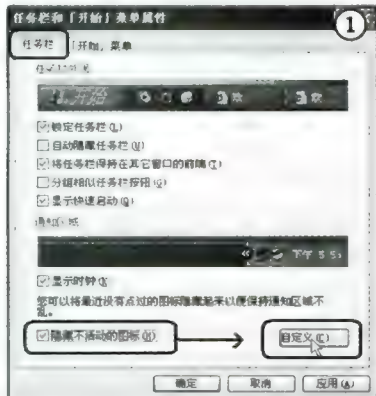 任务栏和「开始」菜单属性
①
任务栏 「开始」菜单
☑锁定任务栏(L)
☐自动隐藏任务栏(U)
☑将任务栏保持在其它窗口的前端(T)
☐分组相似任务栏按钮(G)
☑显示快速启动(Q)
通知区域
« 下午 5:5
☑显示时钟(K)
您可以将最近没有点过的图标隐藏起来以便保持通知区域不
乱。
☑隐藏不活动的图标(H) 自定义(C)
确定 取消 应用(A)